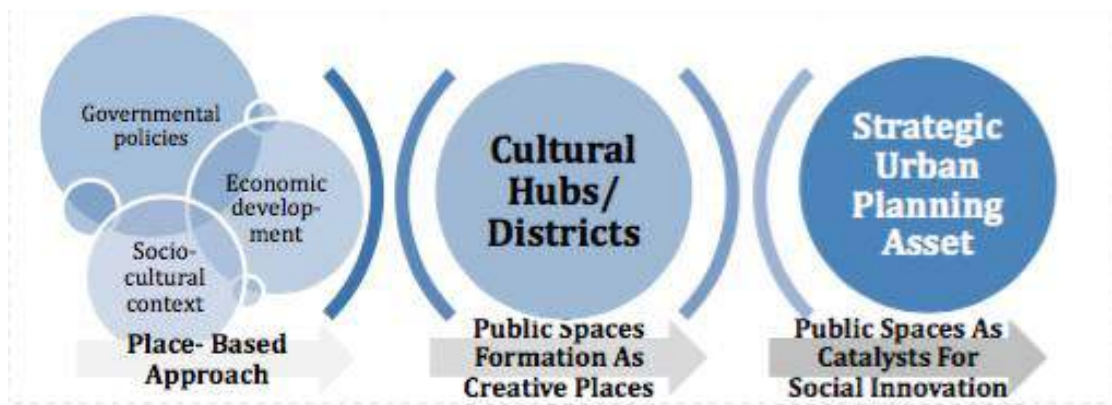 Governmental
policies
Economic
develop-
ment
Socio-
cultural
context
Place- Based
Approach
Cultural
Hubs/
Districts
Public Spaces
Formation As
Creative Places
Strategic
Urban
Planning
Asset
Public Spaces As
Catalysts For
Social Innovation